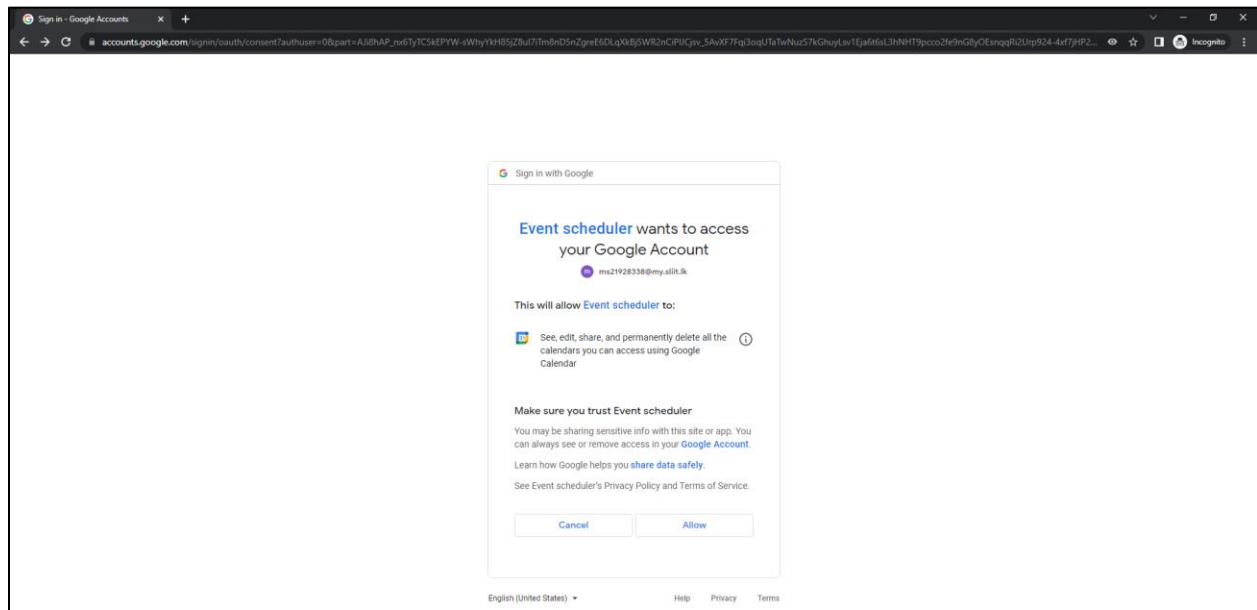 Sign in - Google Accounts
accounts.google.com/signin/oauth/consent?authuser=0&part=
Incognito
Sign in with Google
Event scheduler wants to access
your Google Account
m ms21928338@my.sliit.lk
This will allow Event scheduler to:
See, edit, share, and permanently delete all the
calendars you can access using Google
Calendar
Make sure you trust Event scheduler
You may be sharing sensitive info with this site or app. You
can always see or remove access in your Google Account.
Learn how Google helps you share data safely.
See Event scheduler's Privacy Policy and Terms of Service.
Cancel Allow
English (United States) Help Privacy Terms